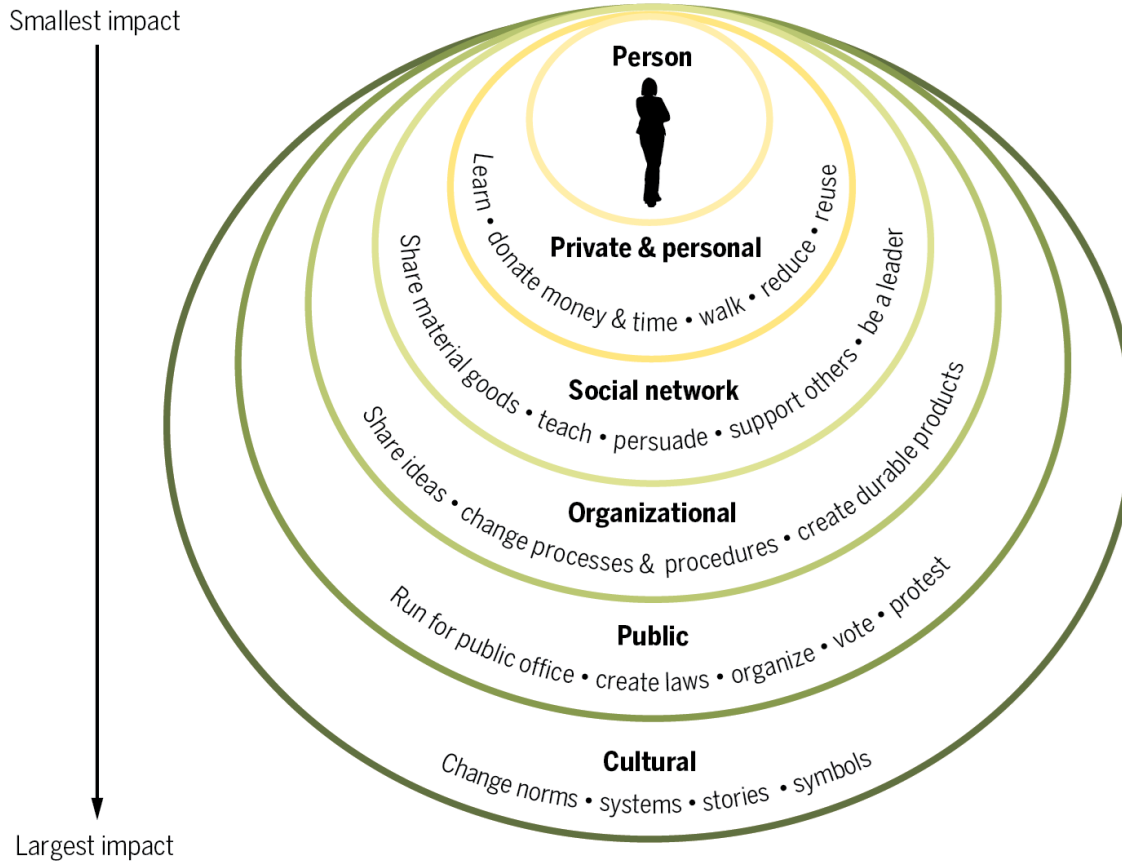 Smallest impact
Person
Private & personal
Learn • donate money & time • walk • reduce • reuse
Social network
Share material goods • teach • persuade • support others • be a leader
Organizational
Share ideas • change processes & procedures • create durable products
Public
Run for public office • create laws • organize • vote • protest
Cultural
Change norms • systems • stories • symbols
Largest impact